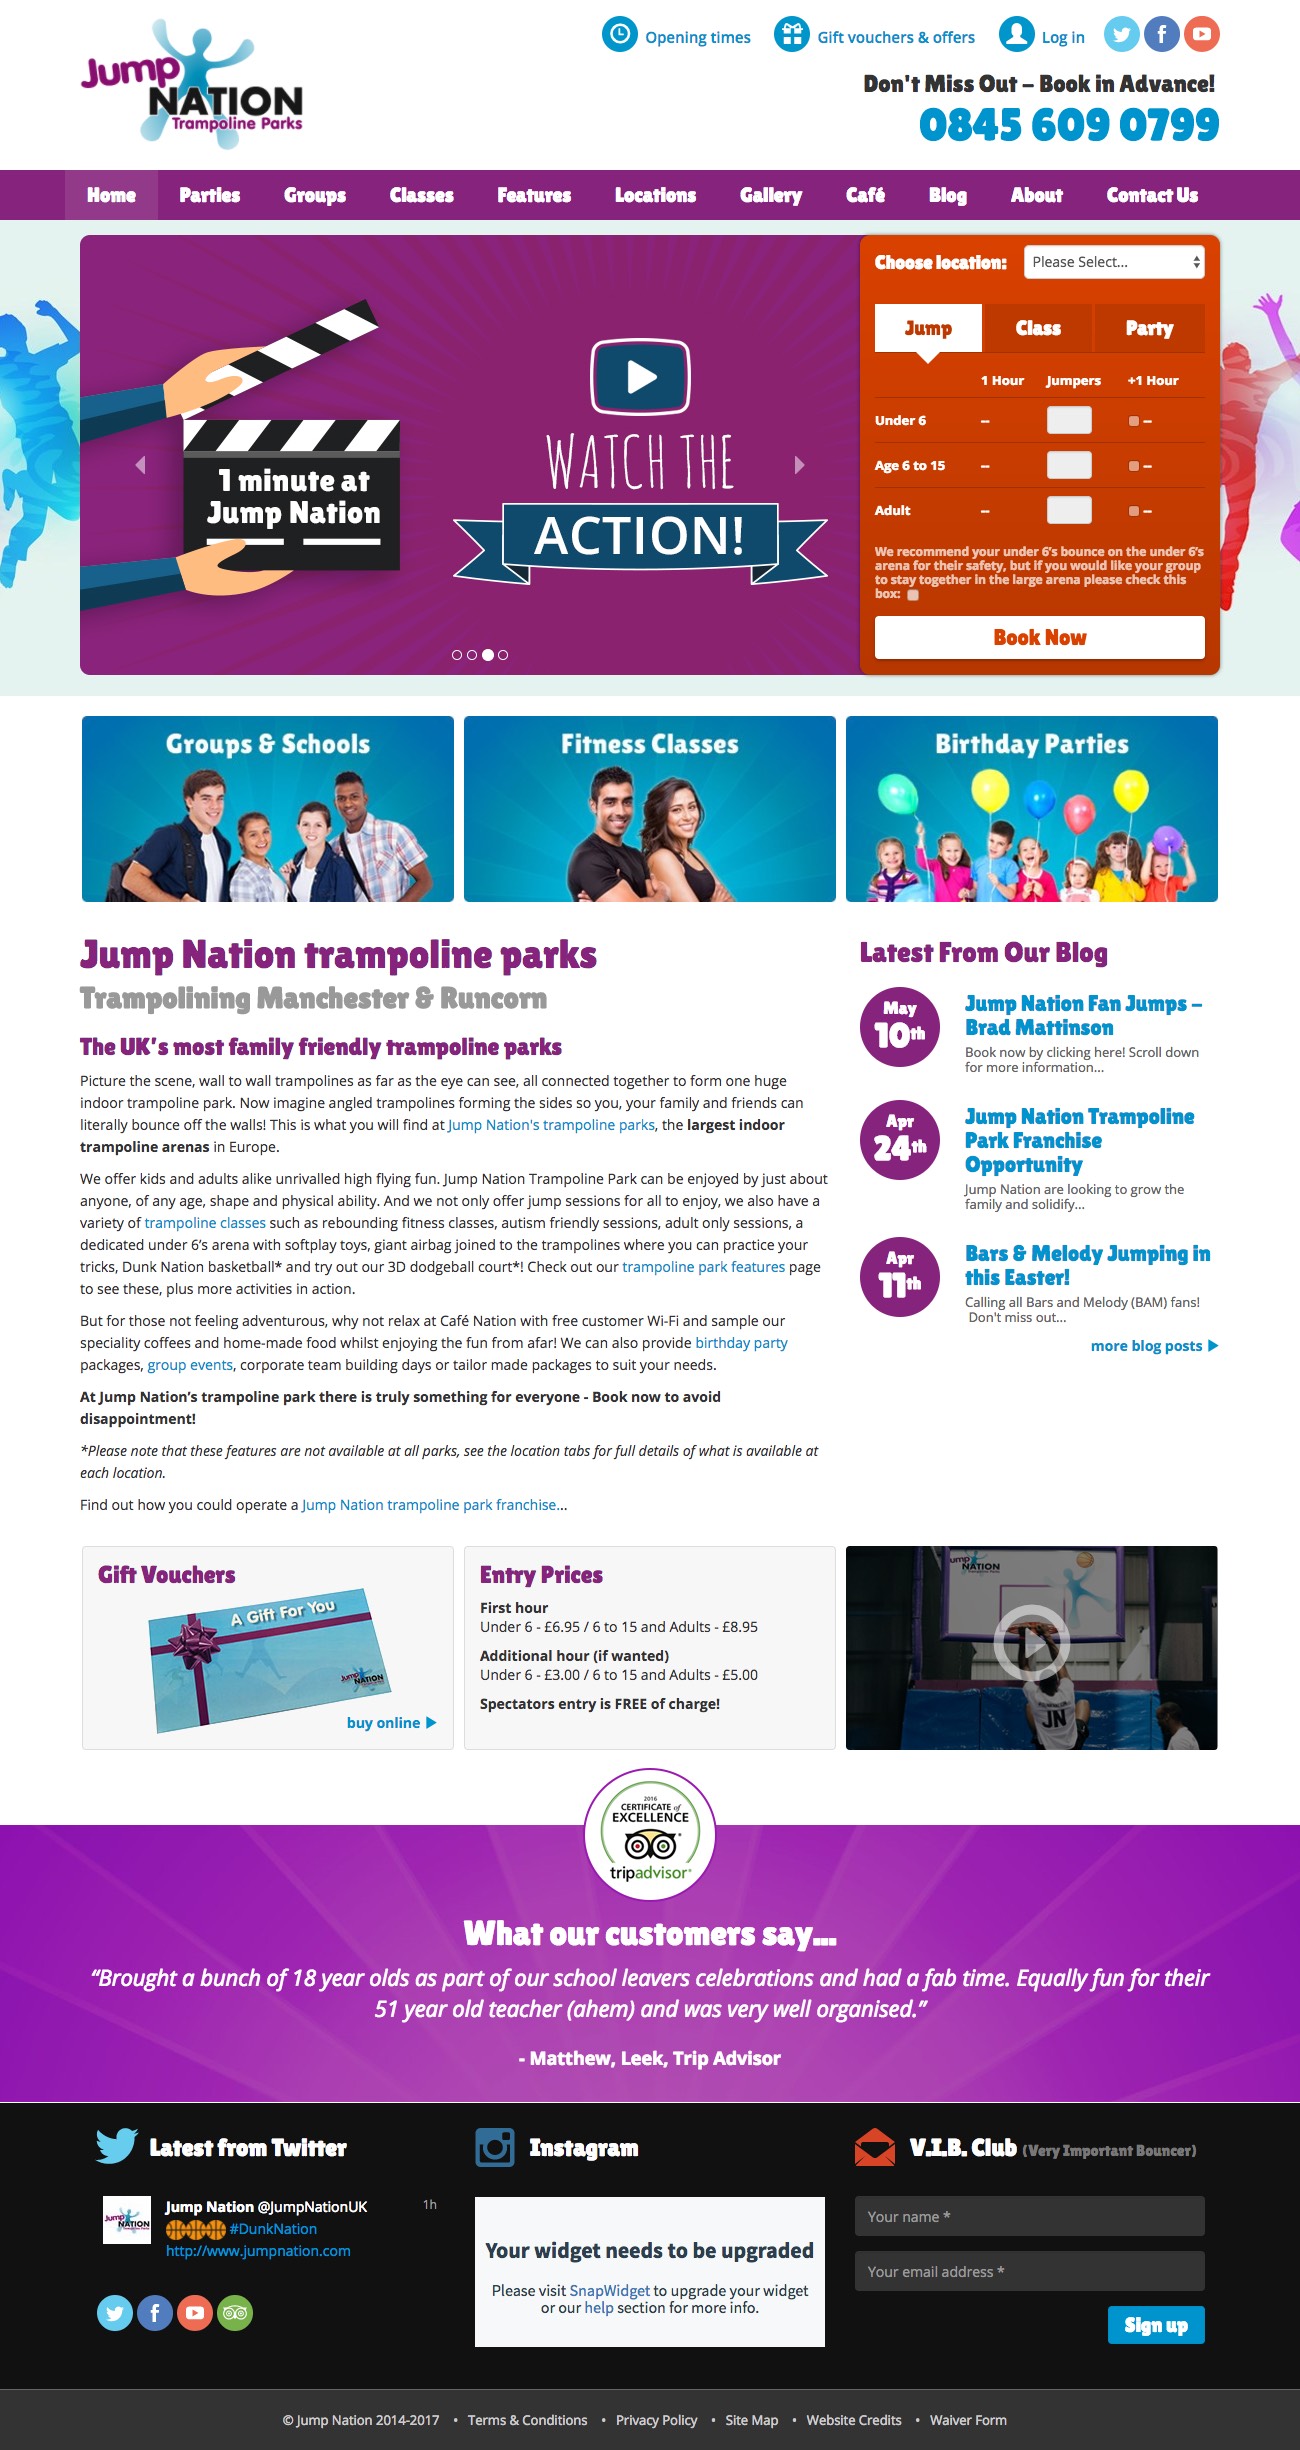 Jump
NATION
Trampoline Parks
Opening times
Gift vouchers & offers
Log in
Don't Miss Out – Book in Advance!
0845 609 0799
Home Parties Groups Classes Features Locations Gallery Café Blog About Contact Us
1 minute at
Jump Nation
WATCH THE
ACTION!
Choose location: Please Select...
Jump Class Party
1 Hour Jumpers +1 Hour
Under 6 -- --
Age 6 to 15 -- --
Adult -- --
We recommend your under 6's bounce on the under 6's
arena for their safety, but if you would like your group
to stay together in the large arena please check this
box:
Book Now
Groups & Schools
Fitness Classes
Birthday Parties
Jump Nation trampoline parks
Trampolining Manchester & Runcorn
The UK's most family friendly trampoline parks
Picture the scene, wall to wall trampolines as far as the eye can see, all connected together to form one huge
indoor trampoline park. Now imagine angled trampolines forming the sides so you, your family and friends can
literally bounce off the walls! This is what you will find at Jump Nation's trampoline parks, the largest indoor
trampoline arenas in Europe.
We offer kids and adults alike unrivalled high flying fun. Jump Nation Trampoline Park can be enjoyed by just about
anyone, of any age, shape and physical ability. And we not only offer jump sessions for all to enjoy, we also have a
variety of trampoline classes such as rebounding fitness classes, autism friendly sessions, adult only sessions, a
dedicated under 6's arena with softplay toys, giant airbag joined to the trampolines where you can practice your
tricks, Dunk Nation basketball* and try out our 3D dodgeball court*! Check out our trampoline park features page
to see these, plus more activities in action.
But for those not feeling adventurous, why not relax at Café Nation with free customer Wi-Fi and sample our
speciality coffees and home-made food whilst enjoying the fun from afar! We can also provide birthday party
packages, group events, corporate team building days or tailor made packages to suit your needs.
At Jump Nation's trampoline park there is truly something for everyone - Book now to avoid
disappointment!
*Please note that these features are not available at all parks, see the location tabs for full details of what is available at
each location.
Find out how you could operate a Jump Nation trampoline park franchise...
Latest From Our Blog
May
10th
Jump Nation Fan Jumps –
Brad Mattinson
Book now by clicking here! Scroll down
for more information...
Apr
24th
Jump Nation Trampoline
Park Franchise
Opportunity
Jump Nation are looking to grow the
family and solidify...
Apr
11th
Bars & Melody Jumping in
this Easter!
Calling all Bars and Melody (BAM) fans!
Don't miss out...
more blog posts
Gift Vouchers
A Gift For You
Jump
NATION
buy online
Entry Prices
First hour
Under 6 - £6.95 / 6 to 15 and Adults - £8.95
Additional hour (if wanted)
Under 6 - £3.00 / 6 to 15 and Adults - £5.00
Spectators entry is FREE of charge!
Jump
NATION
JN
2016
CERTIFICATE of
EXCELLENCE
tripadvisor
What our customers say...
“Brought a bunch of 18 year olds as part of our school leavers celebrations and had a fab time. Equally fun for their
51 year old teacher (ahem) and was very well organised.”
- Matthew, Leek, Trip Advisor
Latest from Twitter
Jump
NATION
Jump Nation @JumpNationUK 1h
#DunkNation
http://www.jumpnation.com
Instagram
Your widget needs to be upgraded
Please visit SnapWidget to upgrade your widget
or our help section for more info.
V.I.B. Club (Very Important Bouncer)
Your name *
Your email address *
Sign up
© Jump Nation 2014-2017 • Terms & Conditions • Privacy Policy • Site Map • Website Credits • Waiver Form